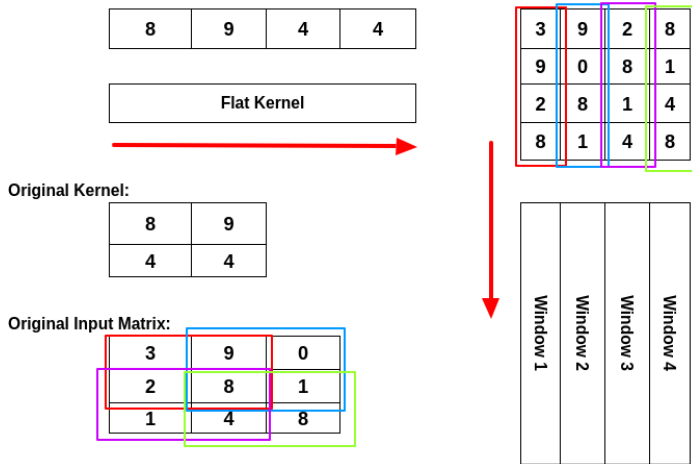 8 9 4 4
Flat Kernel
Original Kernel:
8 9
4 4
Original Input Matrix:
3 9 0
2 8 1
1 4 8
3 9 2 8
9 0 8 1
2 8 1 4
8 1 4 8
Window 1
Window 2
Window 3
Window 4